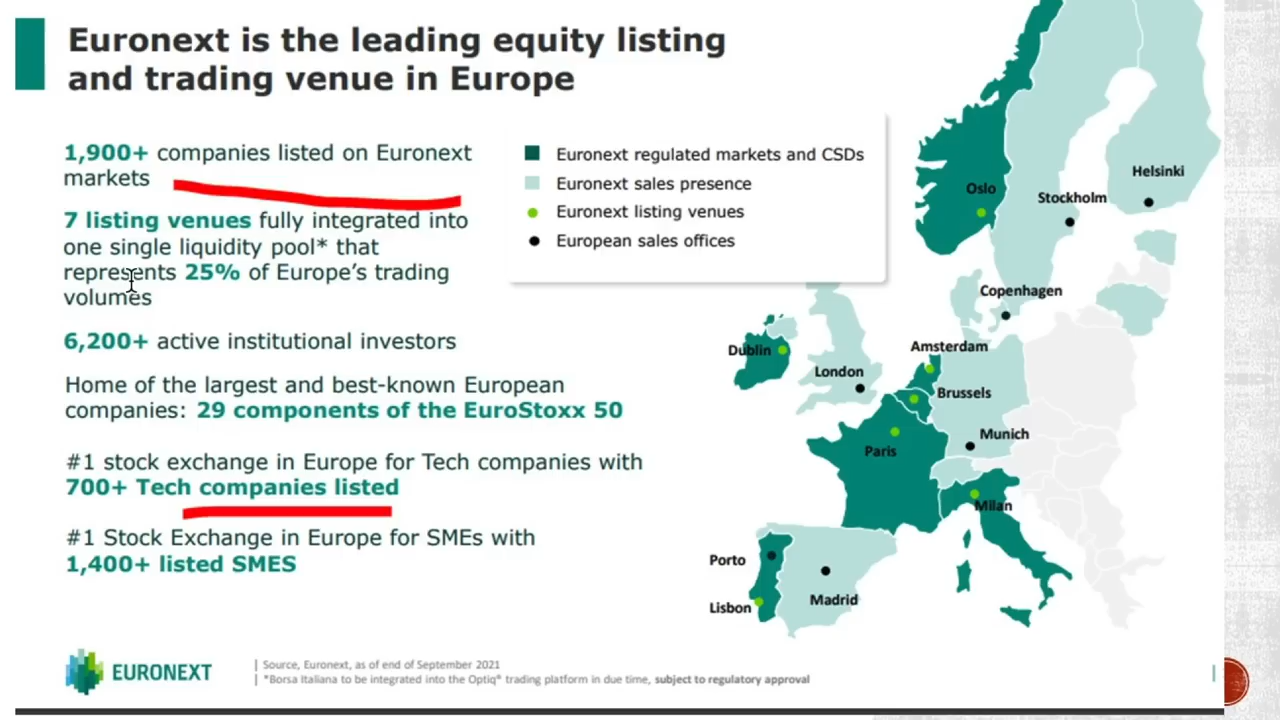 Euronext is the leading equity listing
and trading venue in Europe
1,900+ companies listed on Euronext
markets
7 listing venues fully integrated into
one single liquidity pool* that
represents 25% of Europe's trading
volumes
6,200+ active institutional investors
Home of the largest and best-known European
companies: 29 components of the EuroStoxx 50
#1 stock exchange in Europe for Tech companies with
700+ Tech companies listed
#1 Stock Exchange in Europe for SMEs with
1,400+ listed SMES
Euronext regulated markets and CSDs
Euronext sales presence
Euronext listing venues
European sales offices
Helsinki
Oslo
Stockholm
Copenhagen
Amsterdam
Dublin
London
Brussels
Munich
Paris
Milan
Porto
Madrid
Lisbon
EURONEXT
Source, Euronext, as of end of September 2021
*Borsa Italiana to be integrated into the Optiq® trading platform in due time, subject to regulatory approval